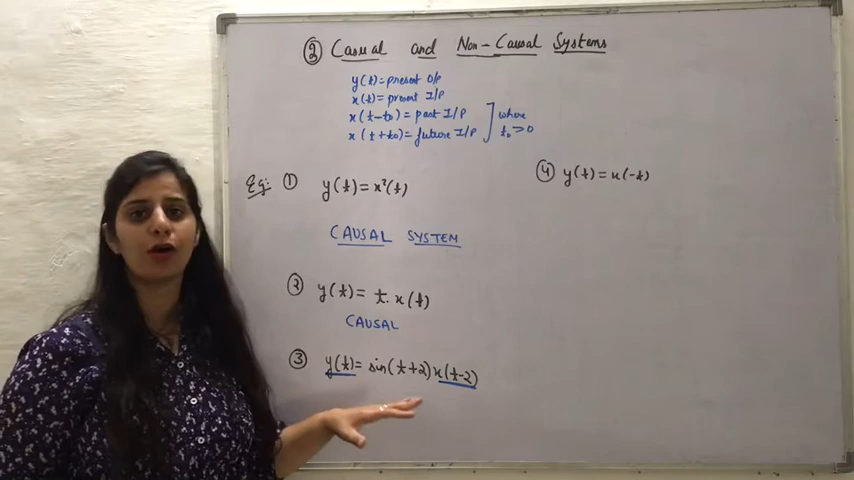 ② Casual and Non-Causal Systems
y(t) = present O/P
x(t) = present I/P
x(t-t₀) = past I/P
x(t+t₀) = future I/P
where
t₀>0
Eg: ① y(t) = x²(t)
CAUSAL SYSTEM
② y(t) = t. x(t)
CAUSAL
③ y(t) = sin(t+2)x(t-2)
④ y(t) = x(-t)